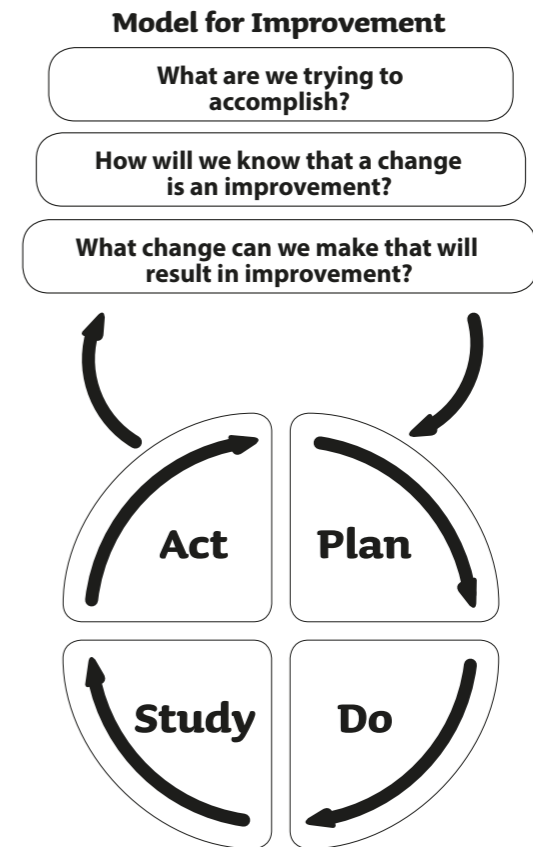 Model for Improvement
What are we trying to
accomplish?
How will we know that a change
is an improvement?
What change can we make that will
result in improvement?
Act
Plan
Study
Do